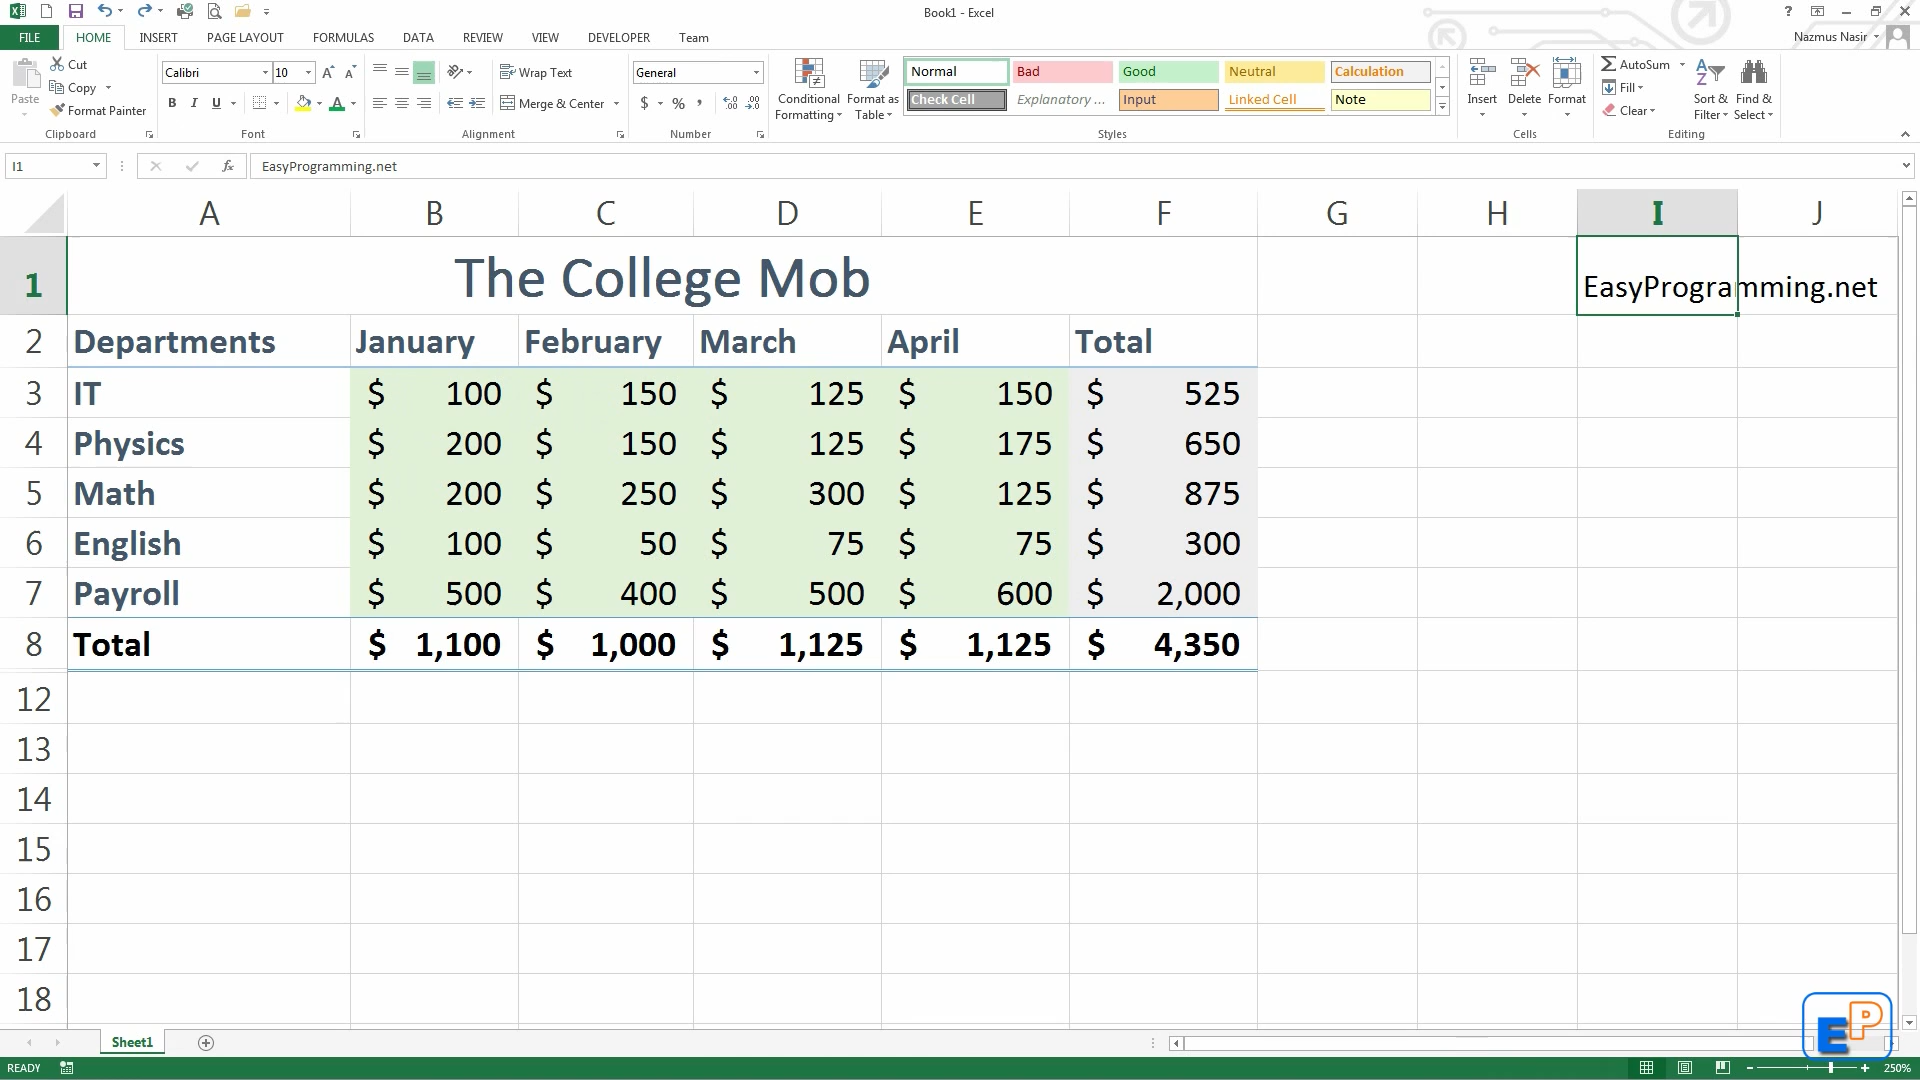 Book1 - Excel
?
Nazmus Nasir
FILE HOME INSERT PAGE LAYOUT FORMULAS DATA REVIEW VIEW DEVELOPER Team
Paste
Cut
Copy
Format Painter
Clipboard
Calibri 10
B I U A
Font
Wrap Text
Merge & Center
Alignment
General
$ % ,
Number
Conditional Formatting
Format as Table
Normal Bad Good Neutral Calculation
Check Cell Explanatory ... Input Linked Cell Note
Styles
Insert Delete Format
Cells
AutoSum
Fill
Clear
Sort & Filter
Find & Select
Editing
I1 fx EasyProgramming.net
A B C D E F G H I J
1 The College Mob EasyProgramming.net
2 Departments January February March April Total
3 IT $ 100 $ 150 $ 125 $ 150 $ 525
4 Physics $ 200 $ 150 $ 125 $ 175 $ 650
5 Math $ 200 $ 250 $ 300 $ 125 $ 875
6 English $ 100 $ 50 $ 75 $ 75 $ 300
7 Payroll $ 500 $ 400 $ 500 $ 600 $ 2,000
8 Total $ 1,100 $ 1,000 $ 1,125 $ 1,125 $ 4,350
12
13
14
15
16
17
18
EP
Sheet1
READY 250%